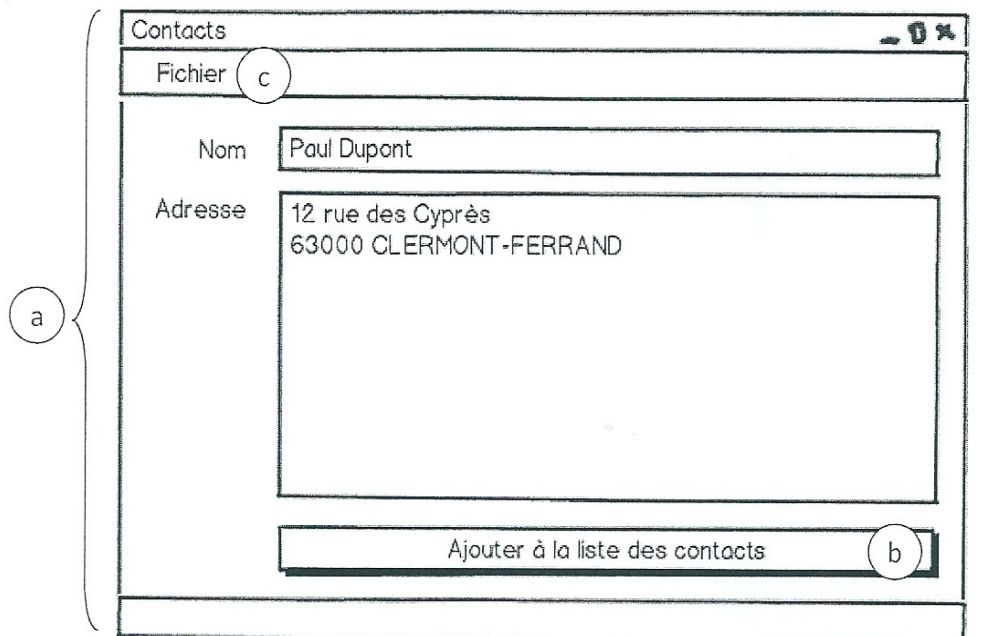 Contacts
Fichier c
Nom Paul Dupont
Adresse 12 rue des Cyprès
63000 CLERMONT-FERRAND
a
Ajouter à la liste des contacts b